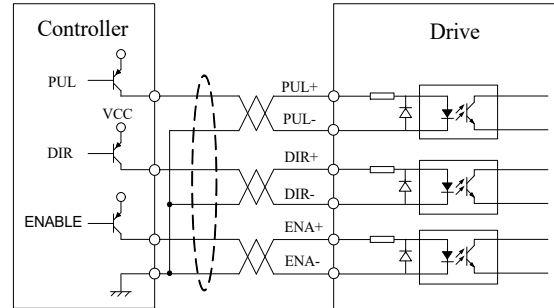 Controller
Drive
PUL
PUL+
VCC
PUL-
DIR
DIR+
DIR-
ENABLE
ENA+
ENA-